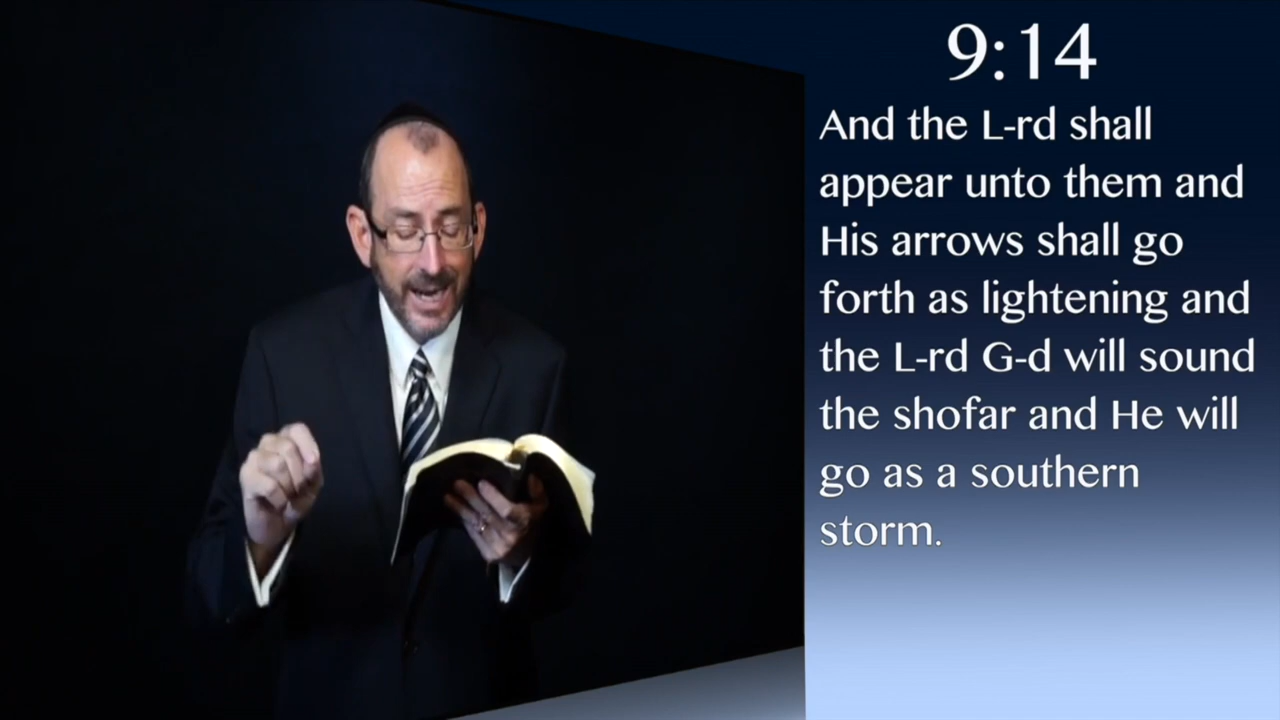 9:14
And the L-rd shall
appear unto them and
His arrows shall go
forth as lightening and
the L-rd G-d will sound
the shofar and He will
go as a southern
storm.